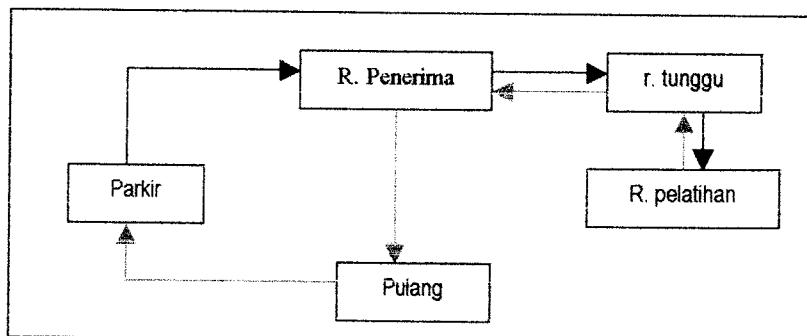 R. Penerima
r. tunggu
Parkir
R. pelatihan
Pulang